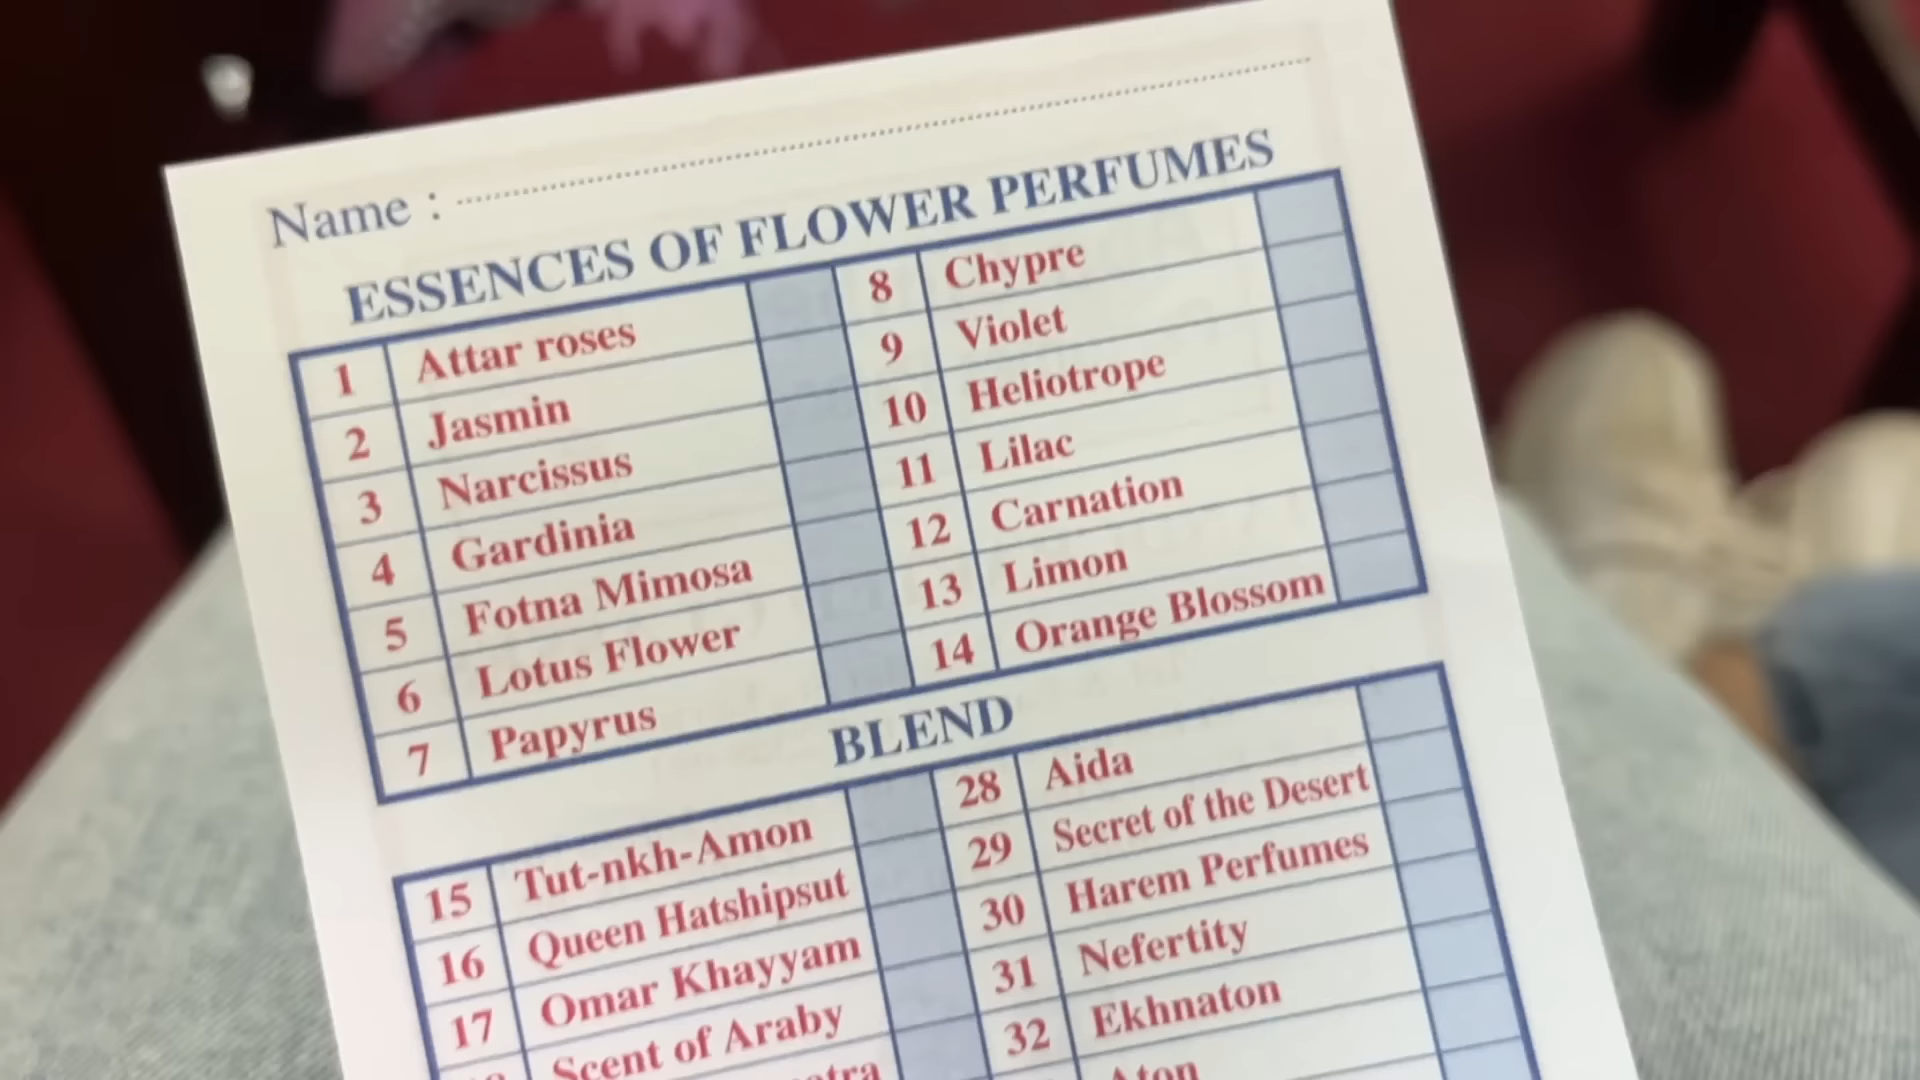 Name :
ESSENCES OF FLOWER PERFUMES
1 Attar roses
2 Jasmin
3 Narcissus
4 Gardinia
5 Fotna Mimosa
6 Lotus Flower
7 Papyrus
8 Chypre
9 Violet
10 Heliotrope
11 Lilac
12 Carnation
13 Limon
14 Orange Blossom
BLEND
15 Tut-nkh-Amon
16 Queen Hatshipsut
17 Omar Khayyam
Scent of Araby
28 Aida
29 Secret of the Desert
30 Harem Perfumes
31 Nefertity
32 Ekhnaton
Aton